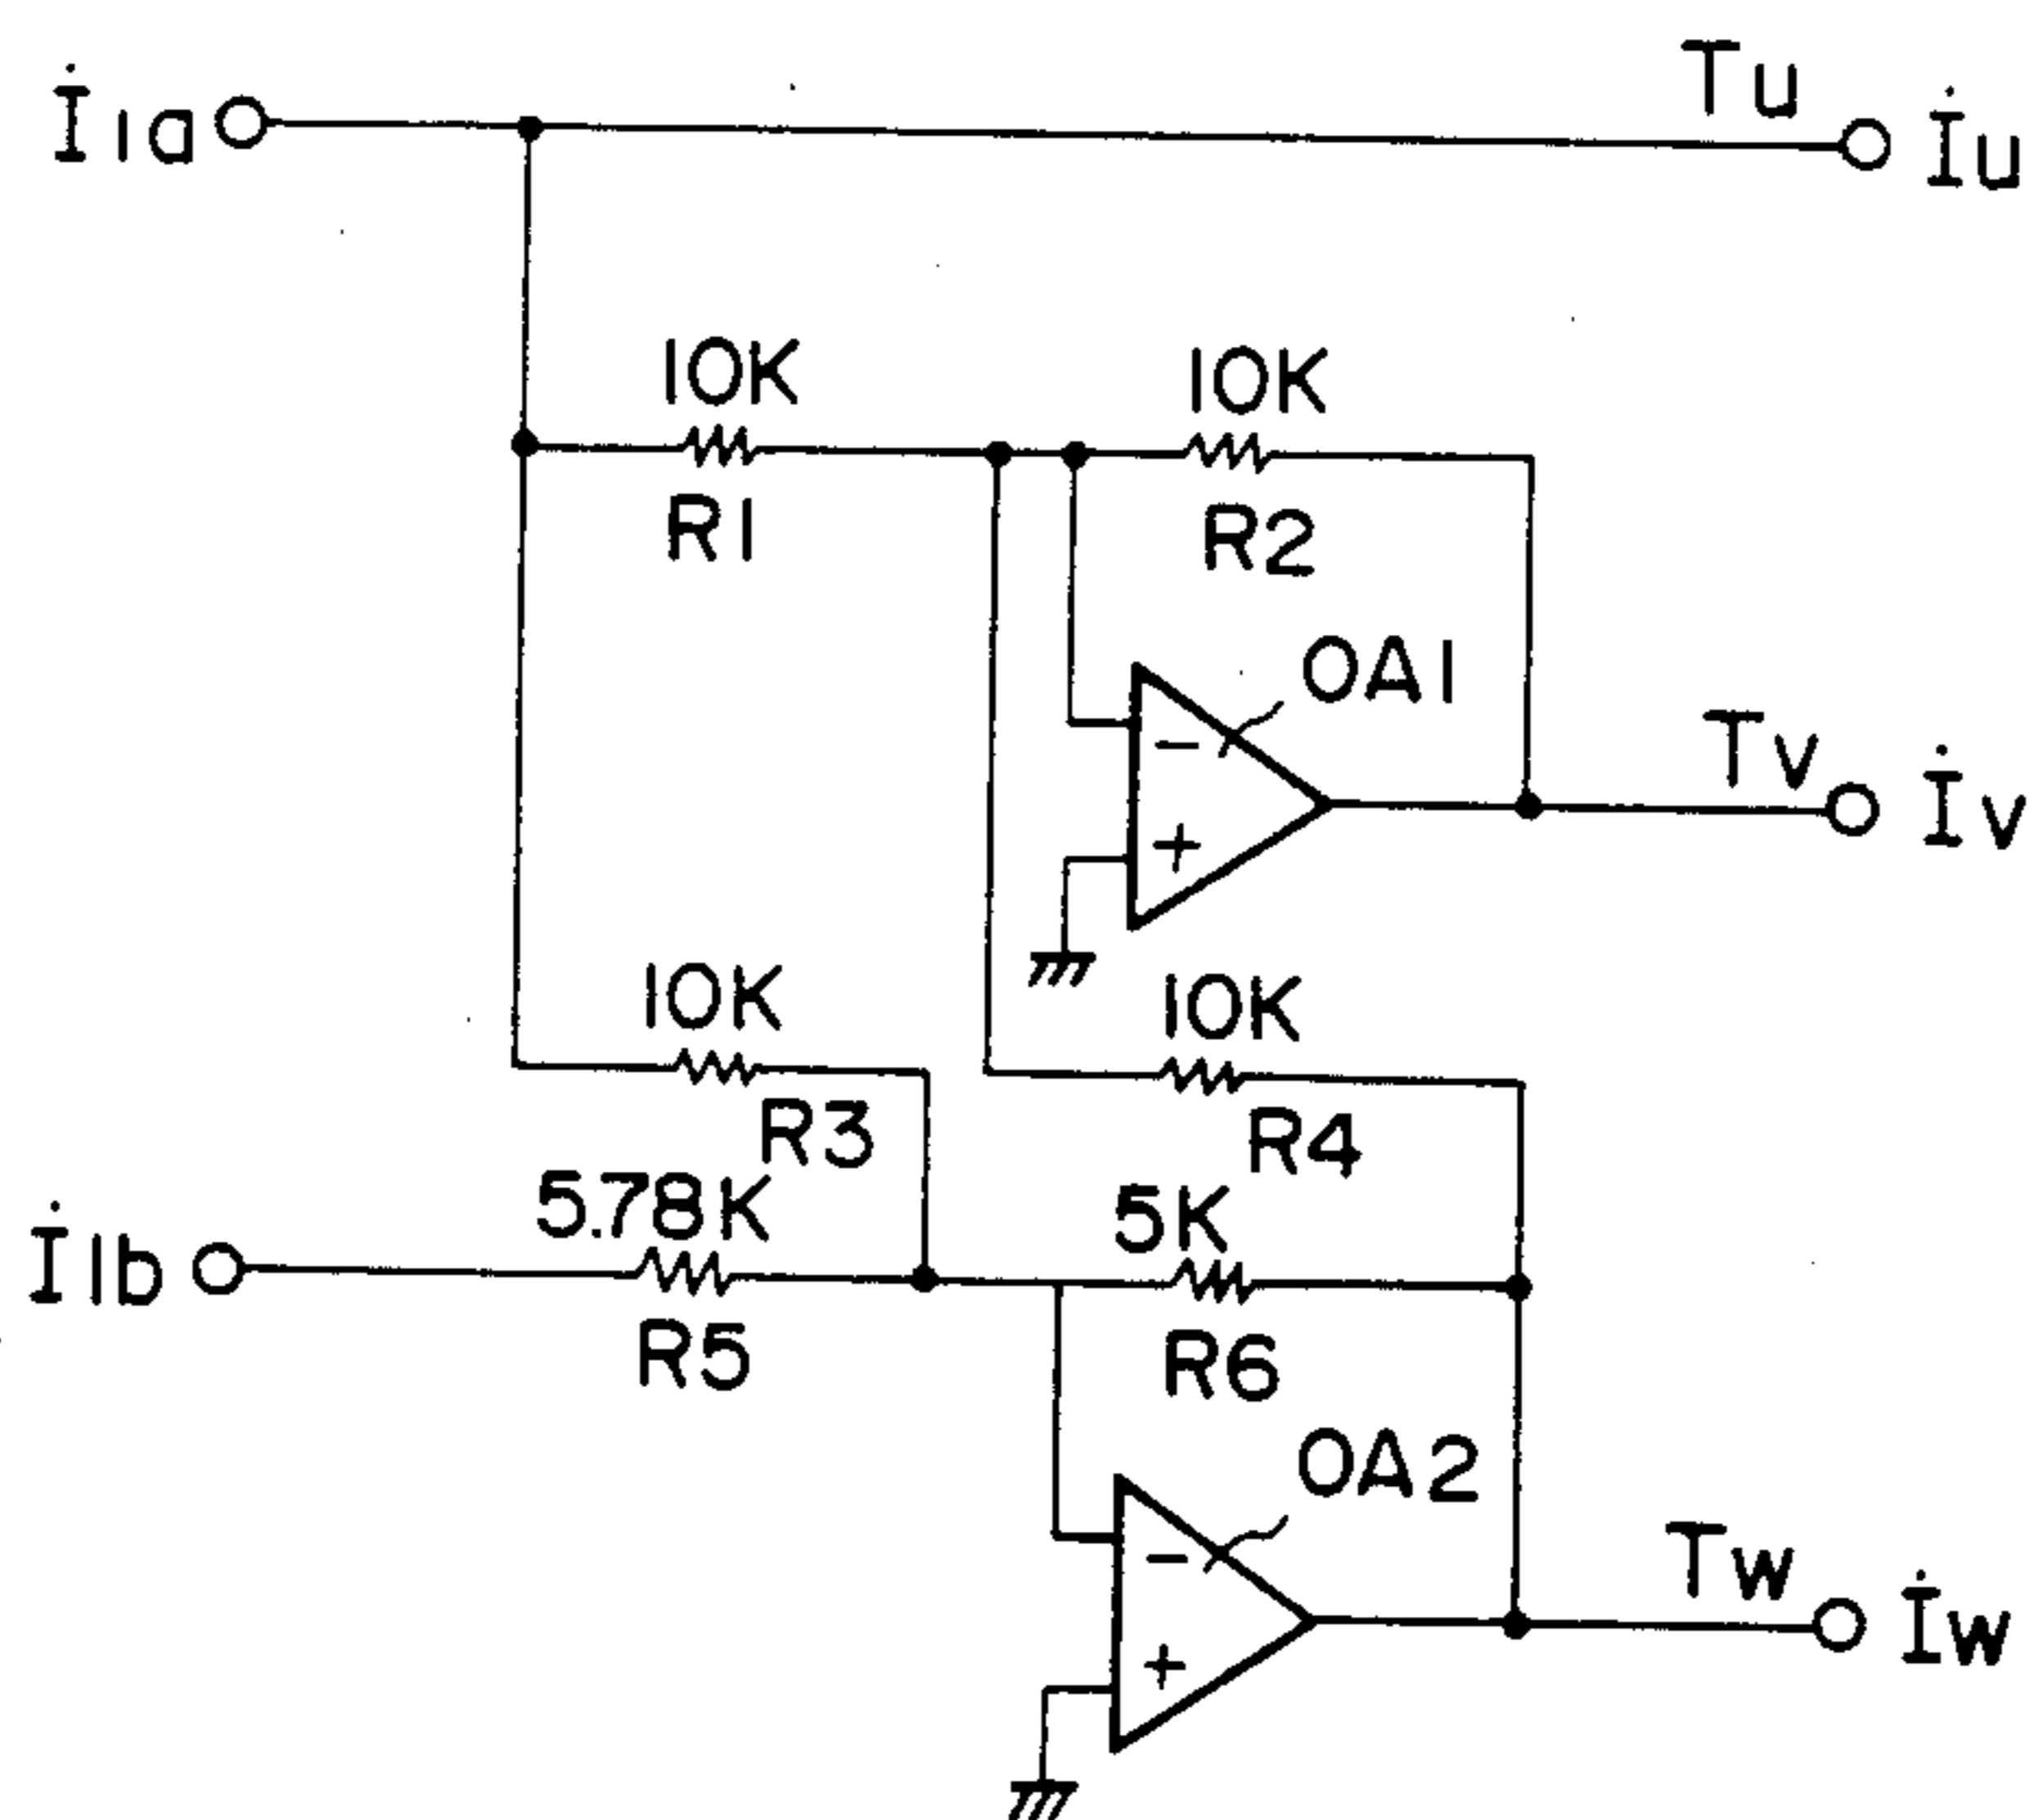 Tu
İ1a
İu
10K
10K
R1
R2
OA1
Tv
İv
−
+
10K
10K
R3
R4
5.78K
5K
İ1b
R5
R6
OA2
Tw
İw
−
+